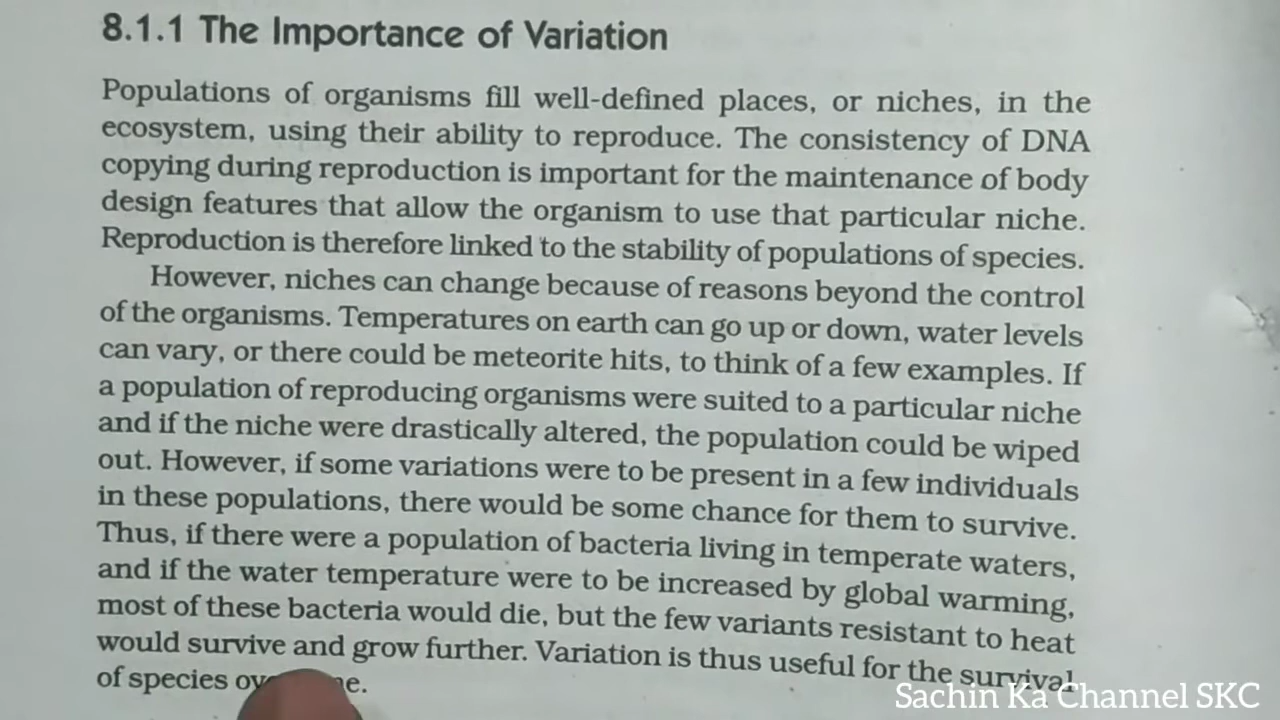 8.1.1 The Importance of Variation
Populations of organisms fill well-defined places, or niches, in the
ecosystem, using their ability to reproduce. The consistency of DNA
copying during reproduction is important for the maintenance of body
design features that allow the organism to use that particular niche.
Reproduction is therefore linked to the stability of populations of species.
However, niches can change because of reasons beyond the control
of the organisms. Temperatures on earth can go up or down, water levels
can vary, or there could be meteorite hits, to think of a few examples. If
a population of reproducing organisms were suited to a particular niche
and if the niche were drastically altered, the population could be wiped
out. However, if some variations were to be present in a few individuals
in these populations, there would be some chance for them to survive.
Thus, if there were a population of bacteria living in temperate waters,
and if the water temperature were to be increased by global warming,
most of these bacteria would die, but the few variants resistant to heat
would survive and grow further. Variation is thus useful for the survival
of species
Sachin Ka Channel SKC